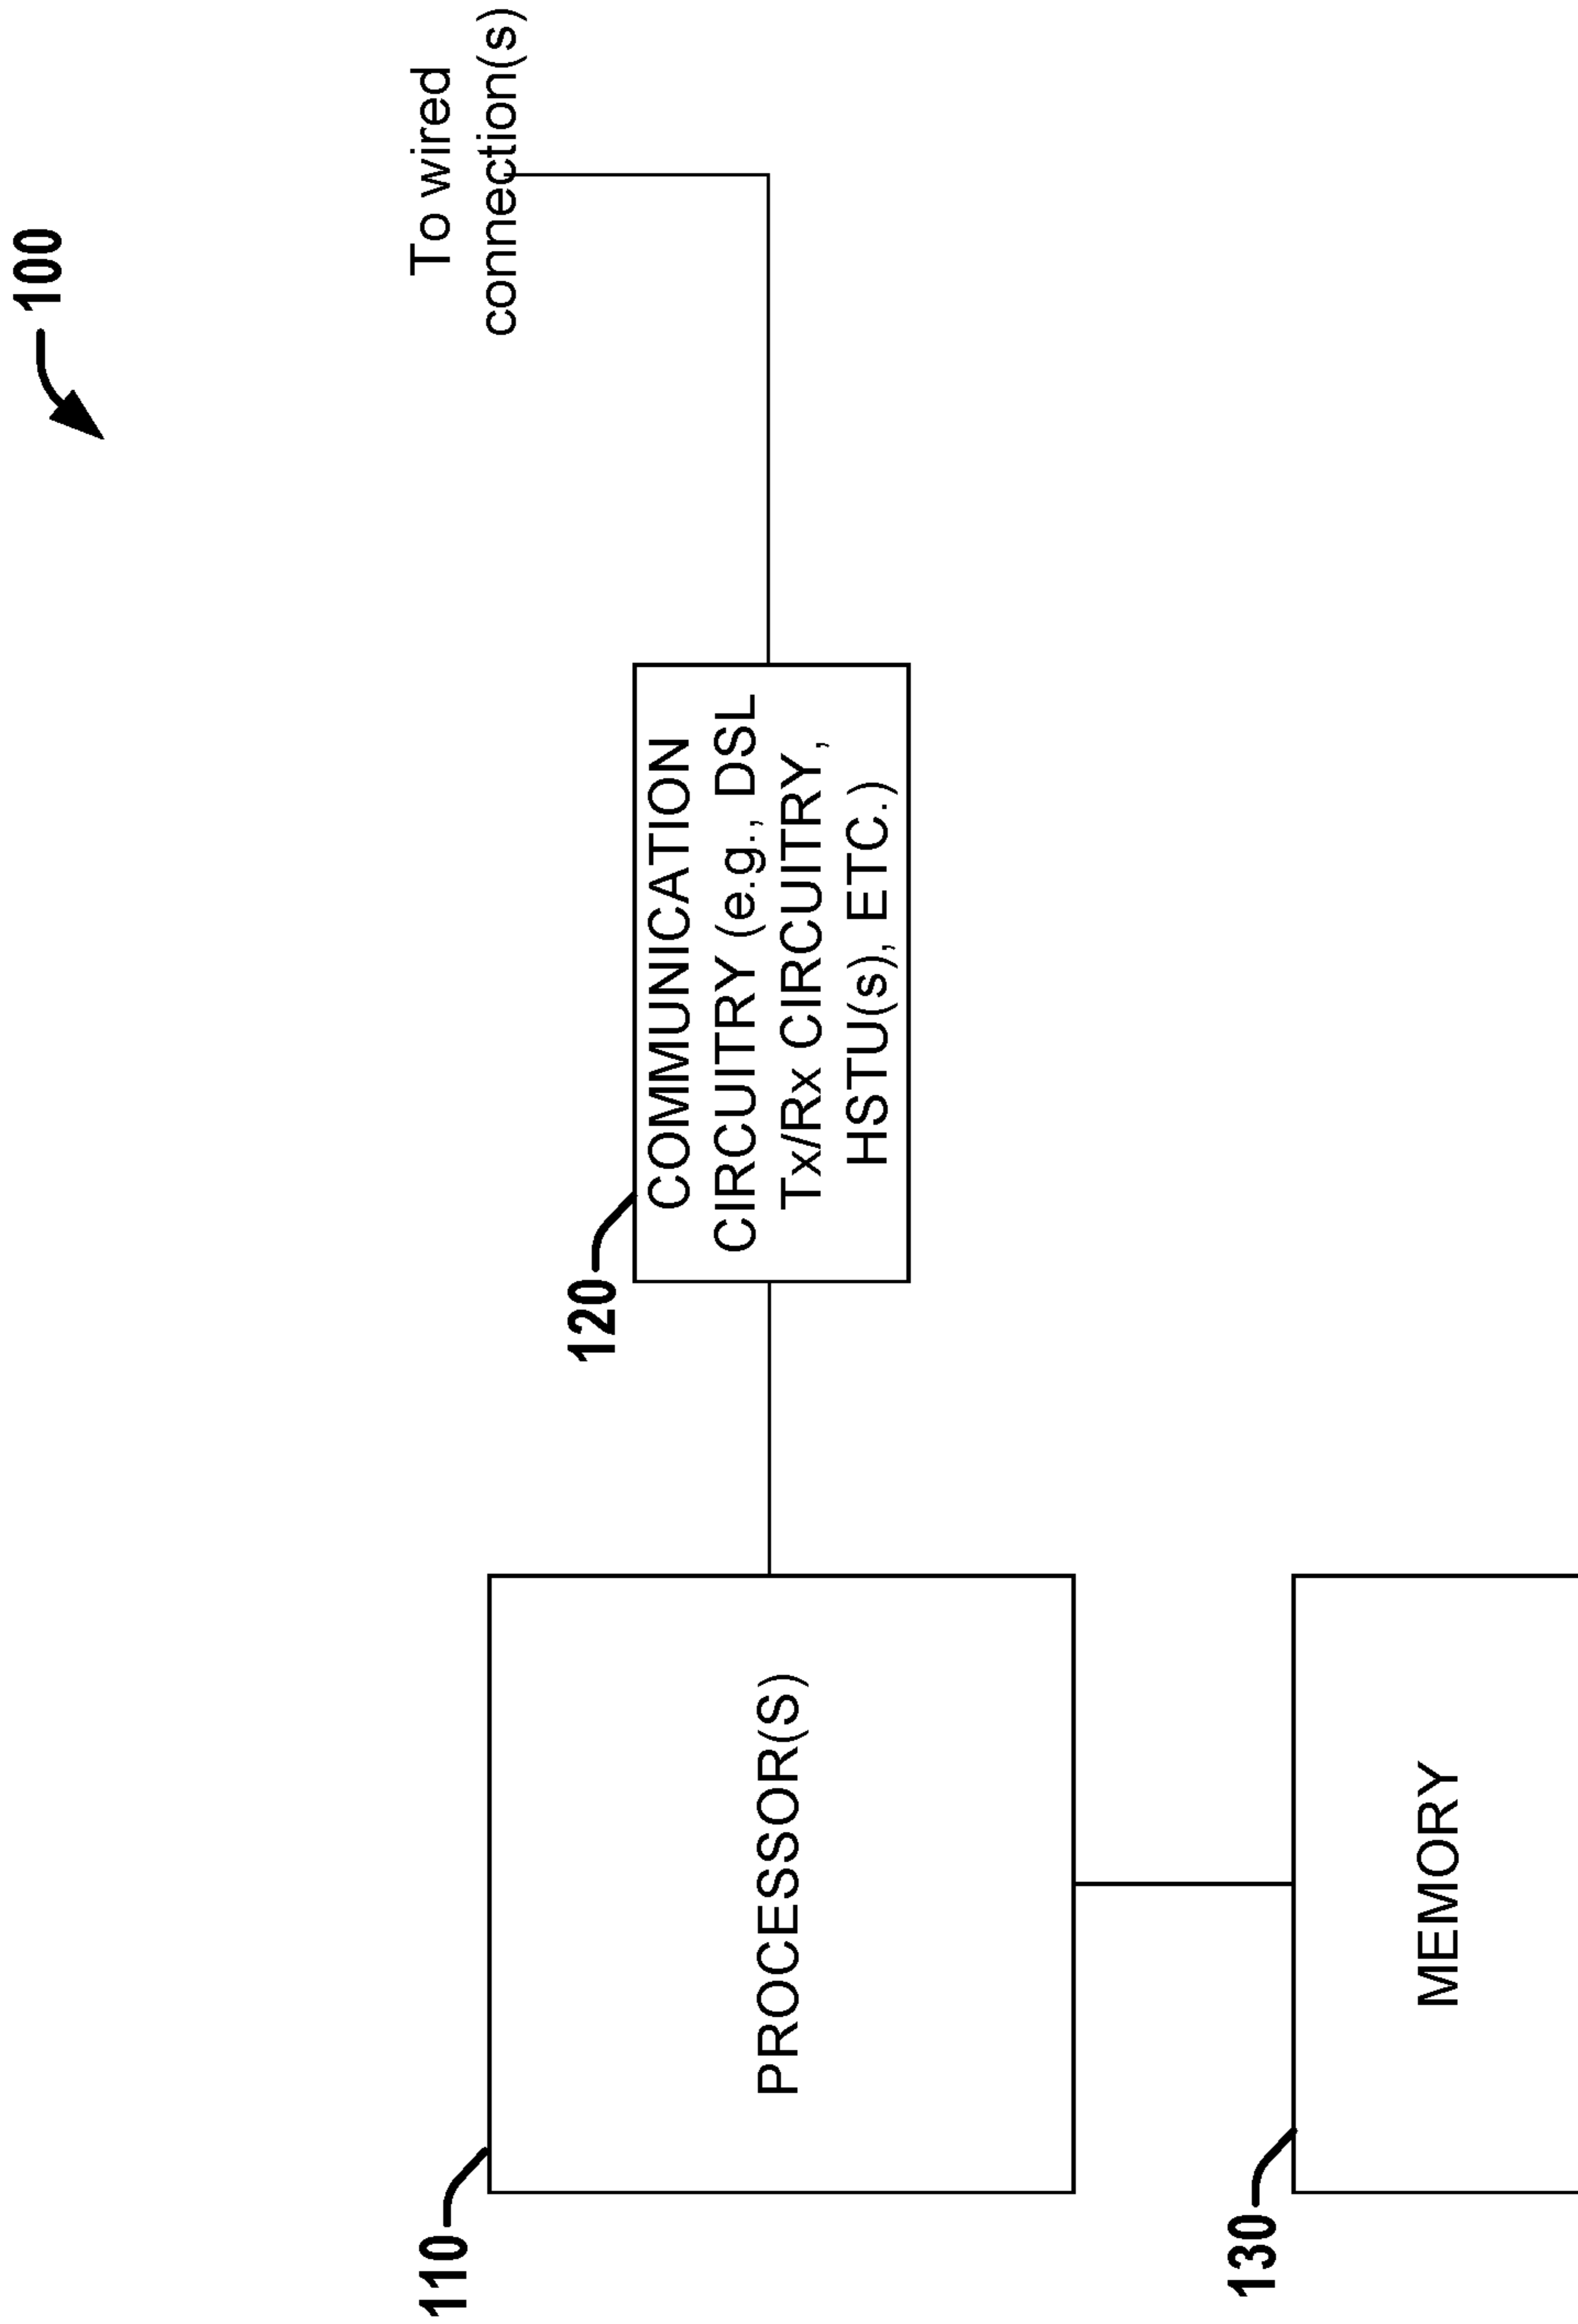 100
To wired
connection(s)
120
COMMUNICATION
CIRCUITRY (e.g., DSL
Tx/Rx CIRCUITRY,
HSTU(s), ETC.)
110
PROCESSOR(S)
130
MEMORY